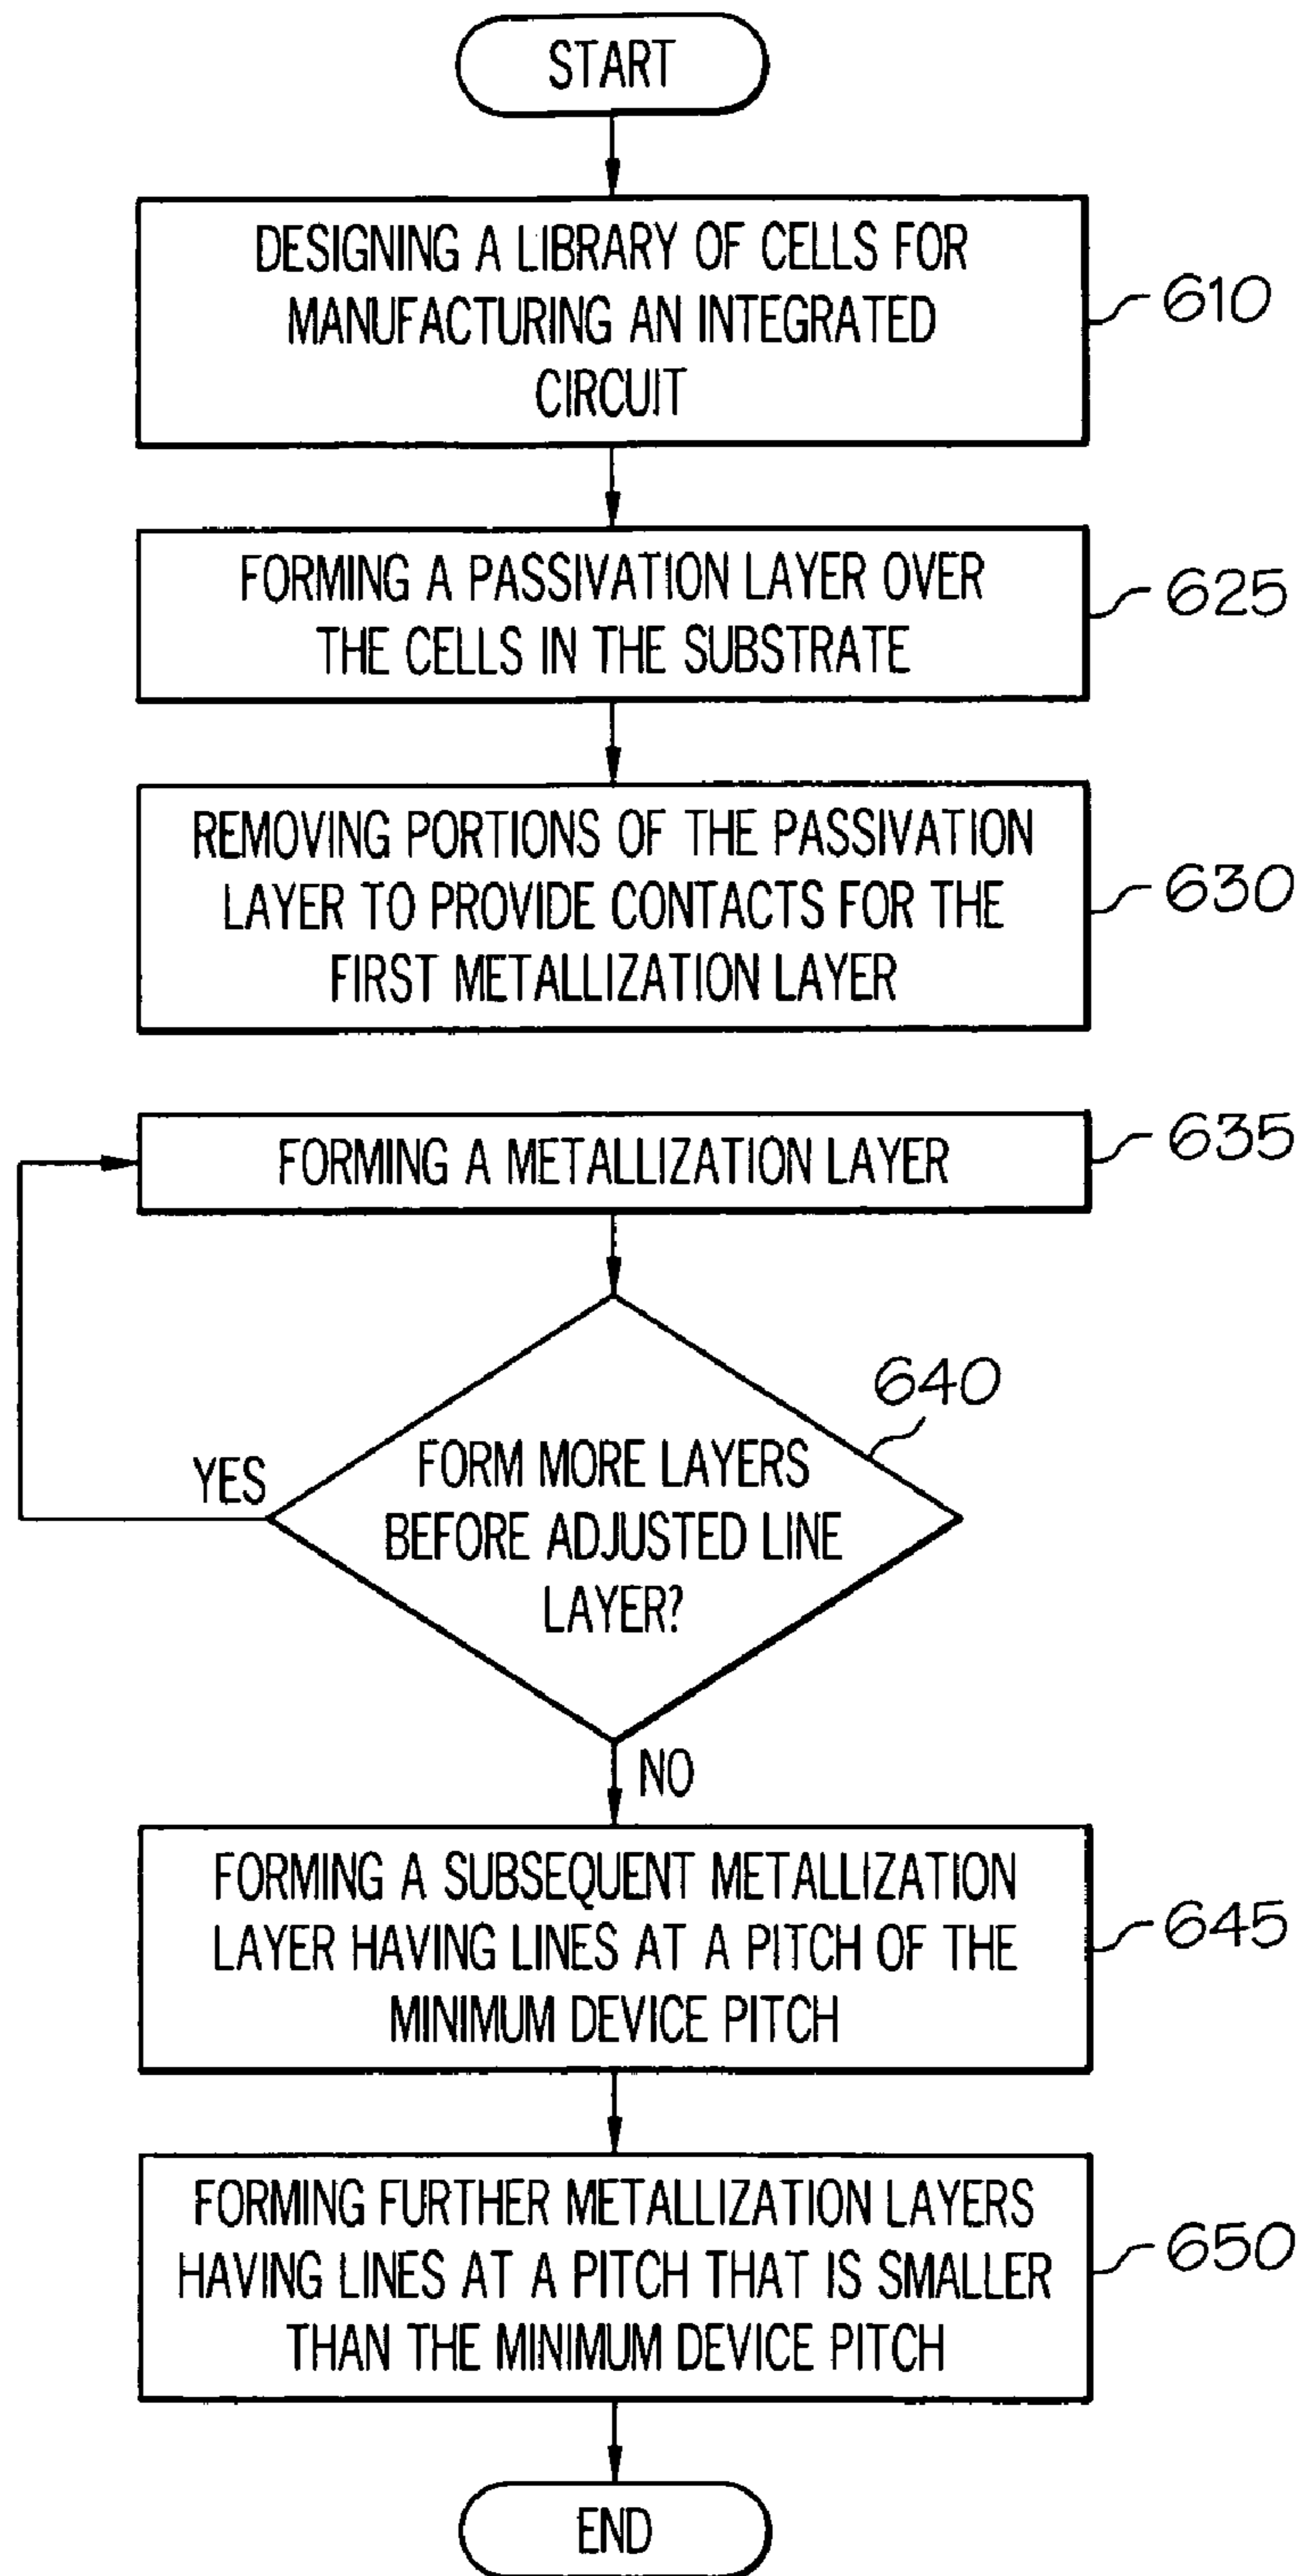 START
DESIGNING A LIBRARY OF CELLS FOR
MANUFACTURING AN INTEGRATED
CIRCUIT
610
FORMING A PASSIVATION LAYER OVER
THE CELLS IN THE SUBSTRATE
625
REMOVING PORTIONS OF THE PASSIVATION
LAYER TO PROVIDE CONTACTS FOR THE
FIRST METALLIZATION LAYER
630
FORMING A METALLIZATION LAYER
635
640
FORM MORE LAYERS
BEFORE ADJUSTED LINE
LAYER?
YES
NO
FORMING A SUBSEQUENT METALLIZATION
LAYER HAVING LINES AT A PITCH OF THE
MINIMUM DEVICE PITCH
645
FORMING FURTHER METALLIZATION LAYERS
HAVING LINES AT A PITCH THAT IS SMALLER
THAN THE MINIMUM DEVICE PITCH
650
END